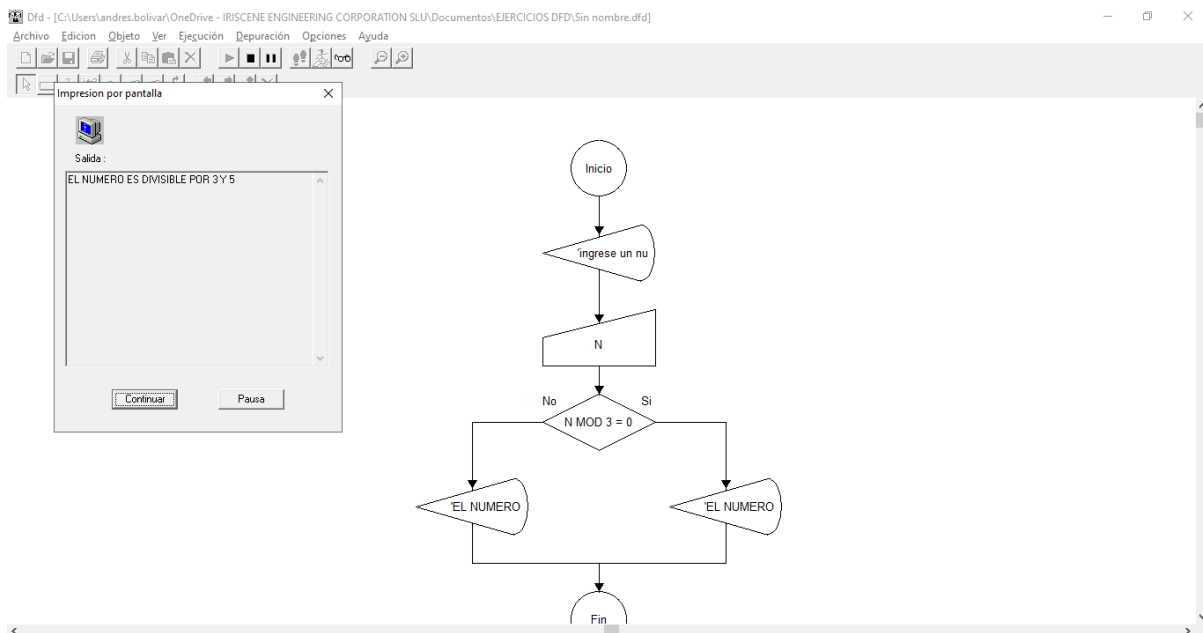 Dfd - [C:\Users\andres.bolivar\OneDrive - IRISCENE ENGINEERING CORPORATION SLU\Documentos\EJERCICIOS DFD\Sin nombre.dfd]
Archivo Edicion Objeto Ver Ejecución Depuración Opciones Ayuda
Impresion por pantalla
Salida :
EL NUMERO ES DIVISIBLE POR 3 Y 5
Continuar Pausa
Inicio
'ingrese un nu
N
No Si
N MOD 3 = 0
'EL NUMERO 'EL NUMERO
Fin